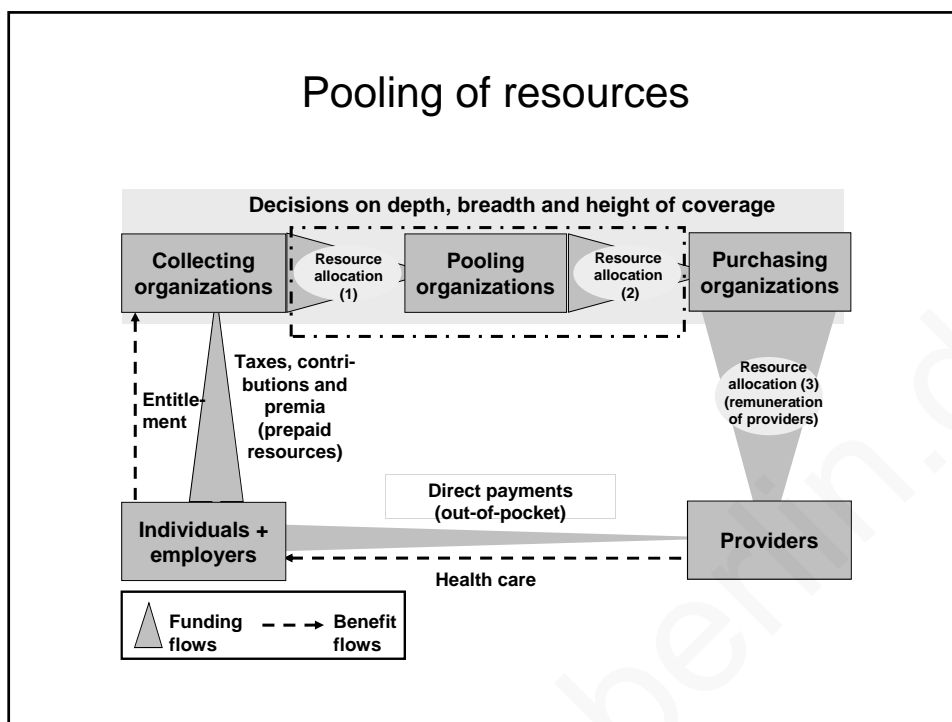 Pooling of resources
Decisions on depth, breadth and height of coverage
Collecting
organizations
Resource
allocation
(1)
Pooling
organizations
Resource
allocation
(2)
Purchasing
organizations
Entitle-
ment
Taxes, contri-
butions and
premia
(prepaid
resources)
Resource
allocation (3)
(remuneration
of providers)
Individuals +
employers
Direct payments
(out-of-pocket)
Providers
Health care
Funding
flows
Benefit
flows
berlin.d